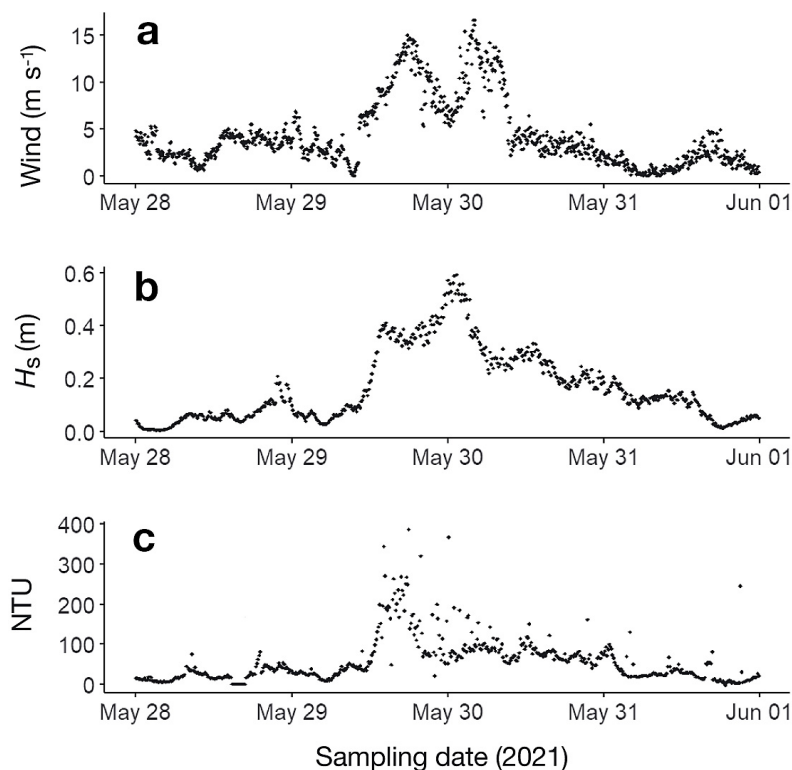 a
Wind (m s-1)
15
10
5
0
May 28 May 29 May 30 May 31 Jun 01
b
Hs (m)
0.6
0.4
0.2
0.0
May 28 May 29 May 30 May 31 Jun 01
c
NTU
400
300
200
100
0
May 28 May 29 May 30 May 31 Jun 01
Sampling date (2021)